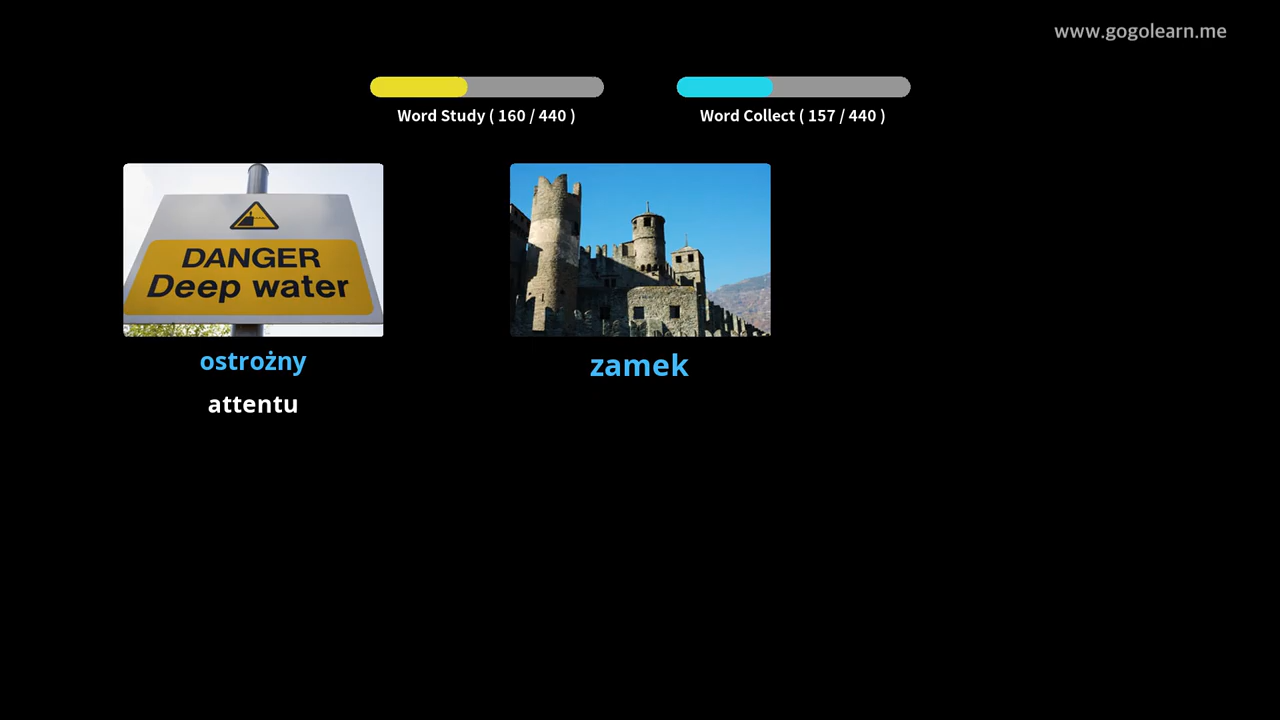 www.gogolearn.me
Word Study ( 160 / 440 )
Word Collect ( 157 / 440 )
DANGER
Deep water
ostrożny
attentu
zamek